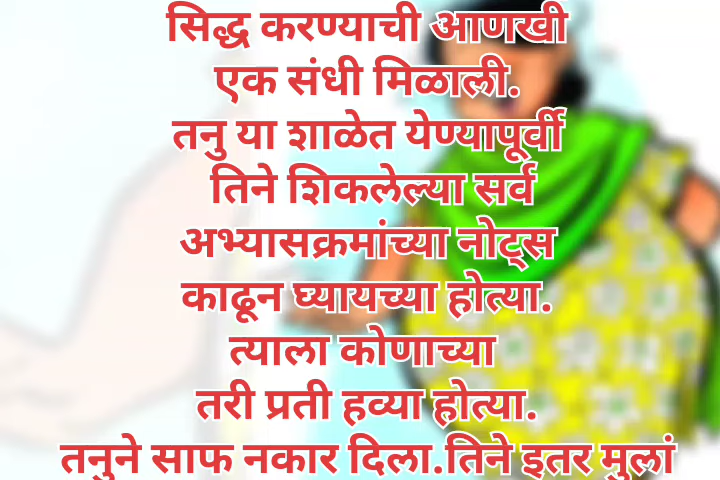 सिद्ध करण्याची आणखी
एक संधी मिळाली.
तनु या शाळेत येण्यापूर्वी
तिने शिकलेल्या सर्व
अभ्यासक्रमांच्या नोट्स
काढून घ्यायच्या होत्या.
त्याला कोणाच्या
तरी प्रती हव्या होत्या.
तनुने साफ नकार दिला.तिने इतर मुलां